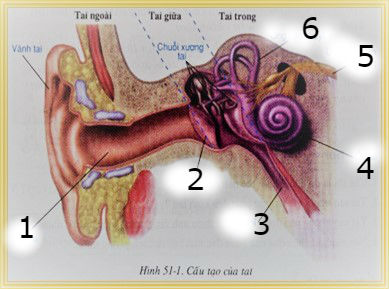 Tai ngoài
Tai giữa
Tai trong
Vành tai
Chuỗi xương
tai
6
5
4
3
2
1
Hình 51-1. Cấu tạo của tai